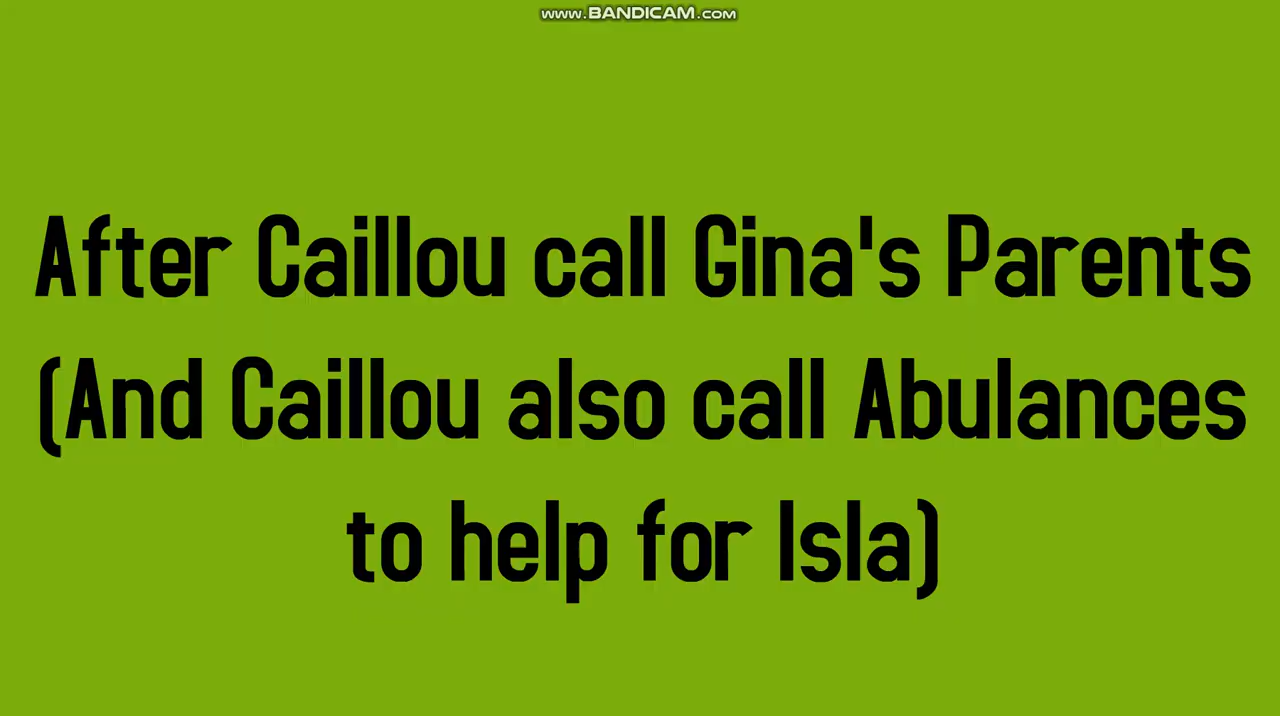 www.BANDICAM.com
After Caillou call Gina's Parents
(And Caillou also call Abulances
to help for Isla)